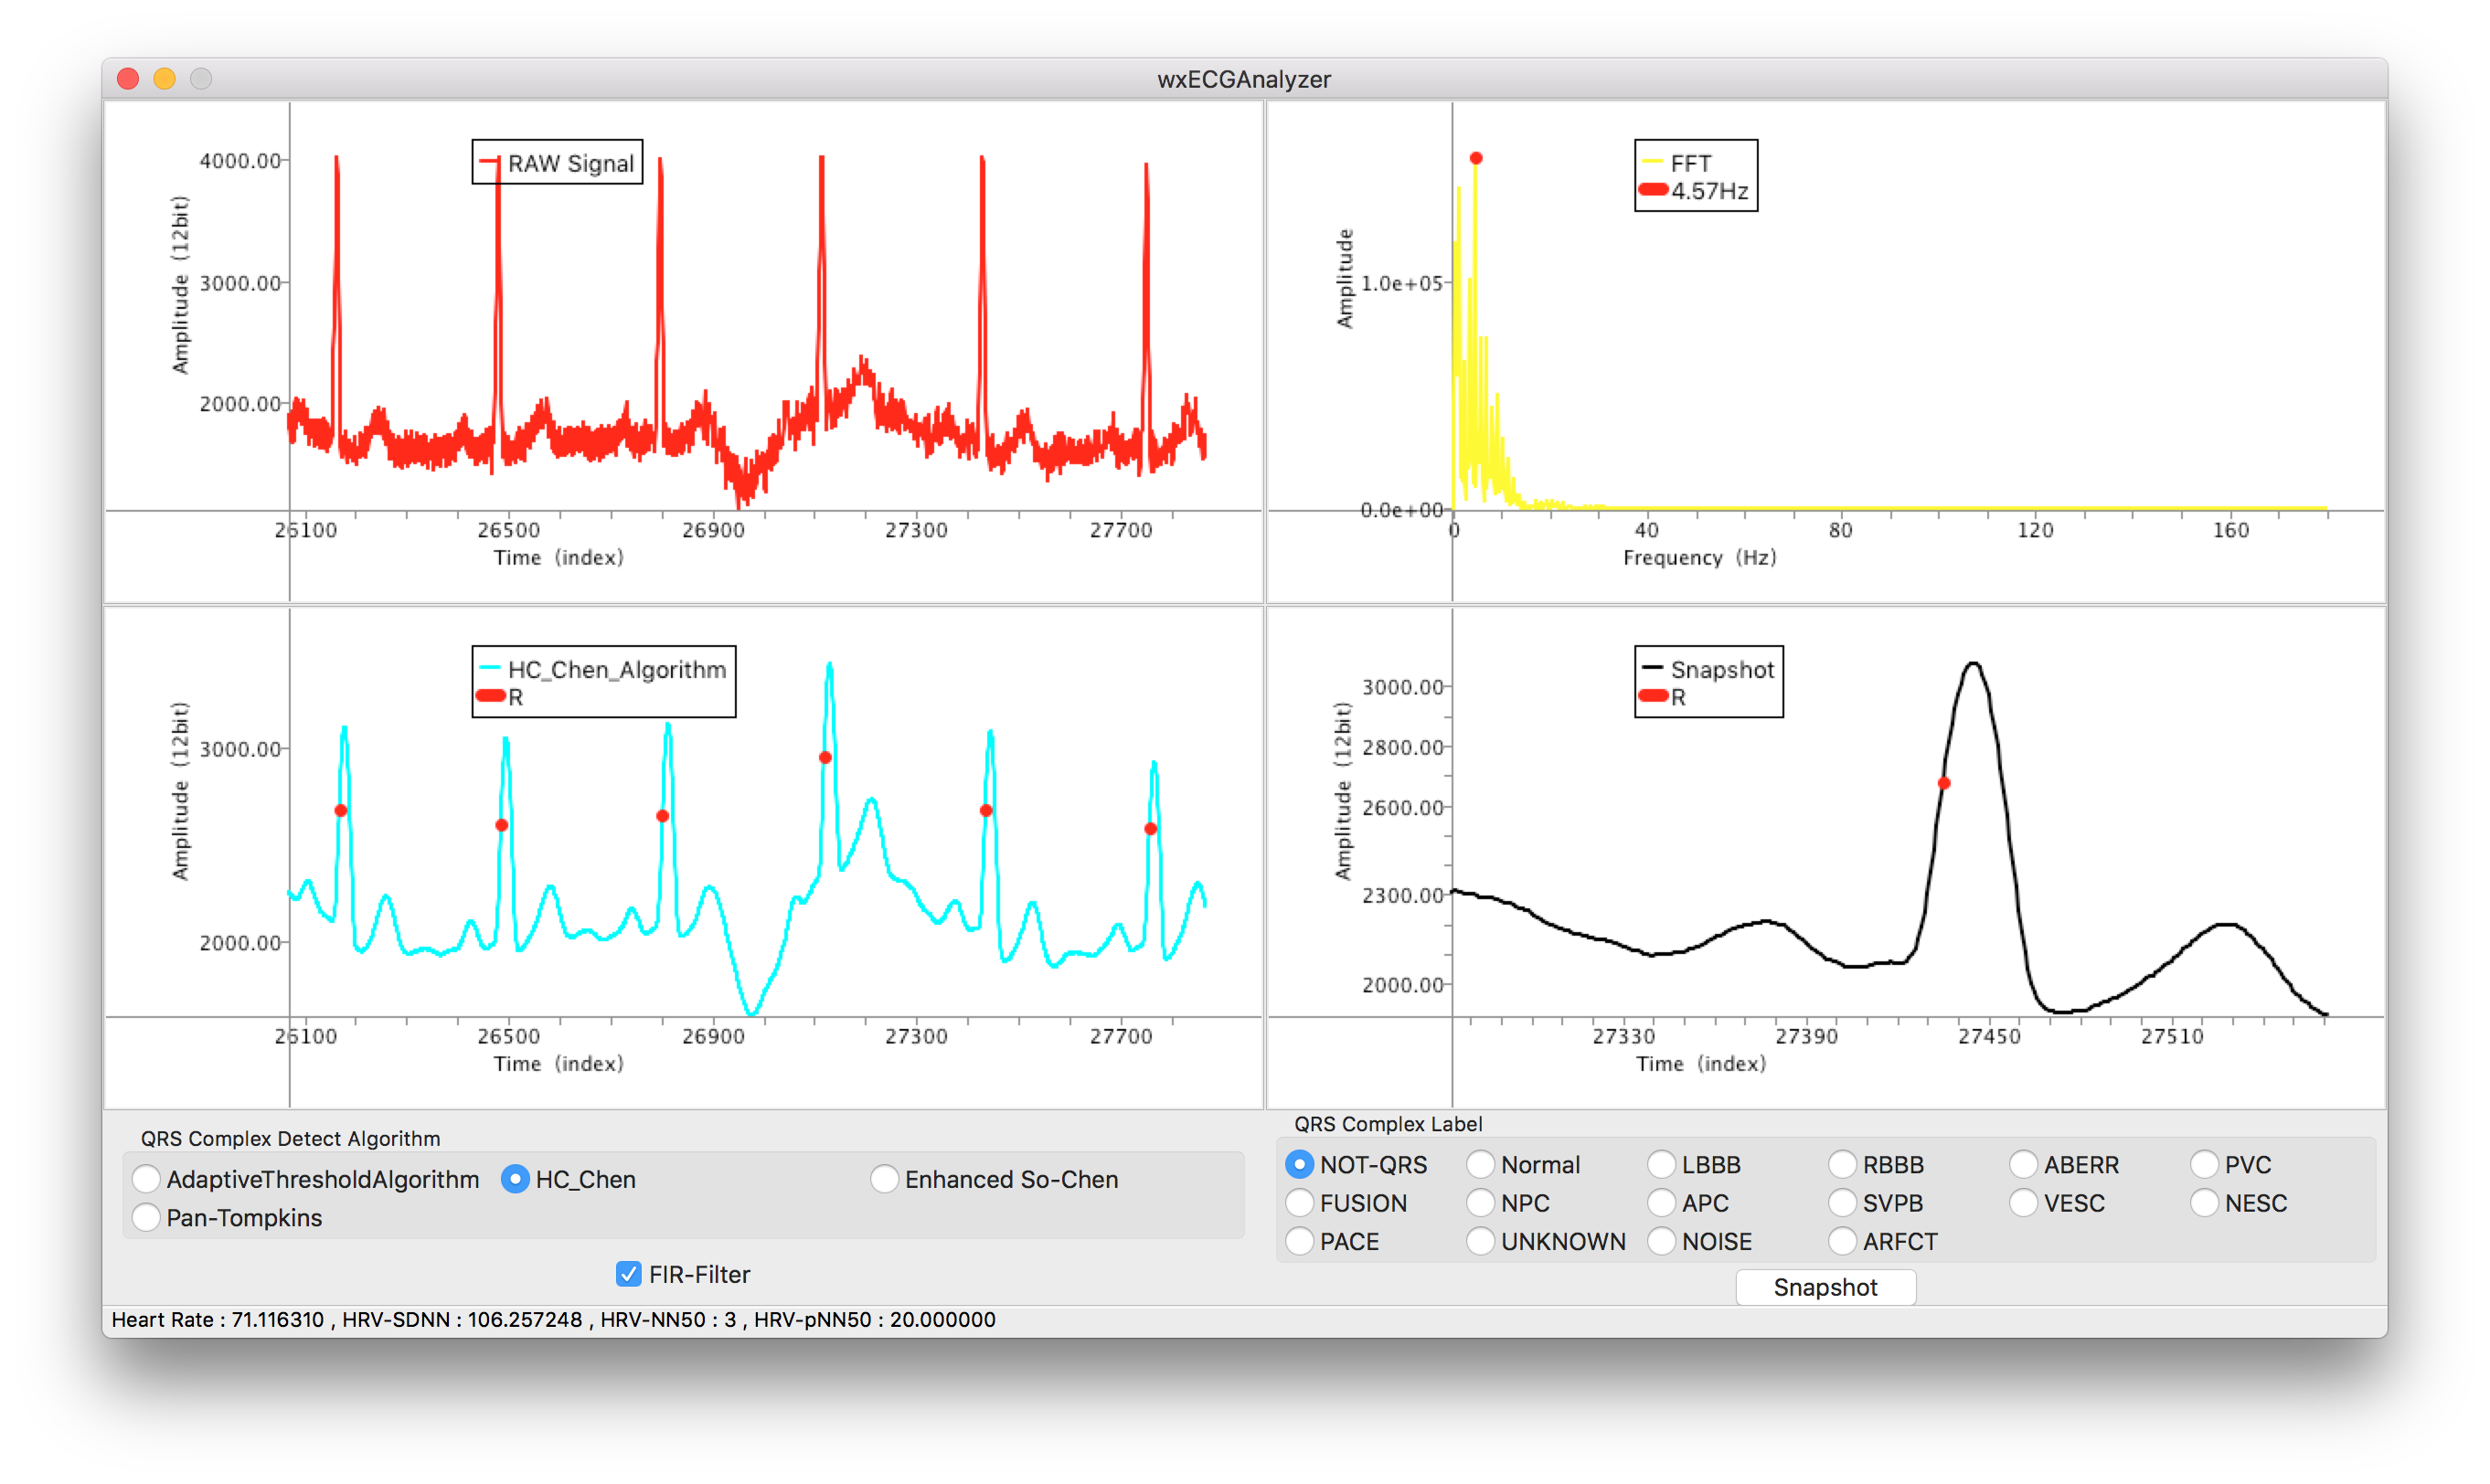 wxECGAnalyzer
4000.00
3000.00
2000.00
Amplitude (12bit)
RAW Signal
26100 26500 26900 27300 27700
Time (index)
1.0e+05
0.0e+00
Amplitude
FFT
4.57Hz
0 40 80 120 160
Frequency (Hz)
3000.00
2000.00
Amplitude (12bit)
HC_Chen_Algorithm
R
26100 26500 26900 27300 27700
Time (index)
3000.00
2800.00
2600.00
2300.00
2000.00
Amplitude (12bit)
Snapshot
R
27330 27390 27450 27510
Time (index)
QRS Complex Detect Algorithm
AdaptiveThresholdAlgorithm HC_Chen Enhanced So-Chen
Pan-Tompkins
FIR-Filter
QRS Complex Label
NOT-QRS Normal LBBB RBBB ABERR PVC
FUSION NPC APC SVPB VESC NESC
PACE UNKNOWN NOISE ARFCT
Snapshot
Heart Rate : 71.116310 , HRV-SDNN : 106.257248 , HRV-NN50 : 3 , HRV-pNN50 : 20.000000